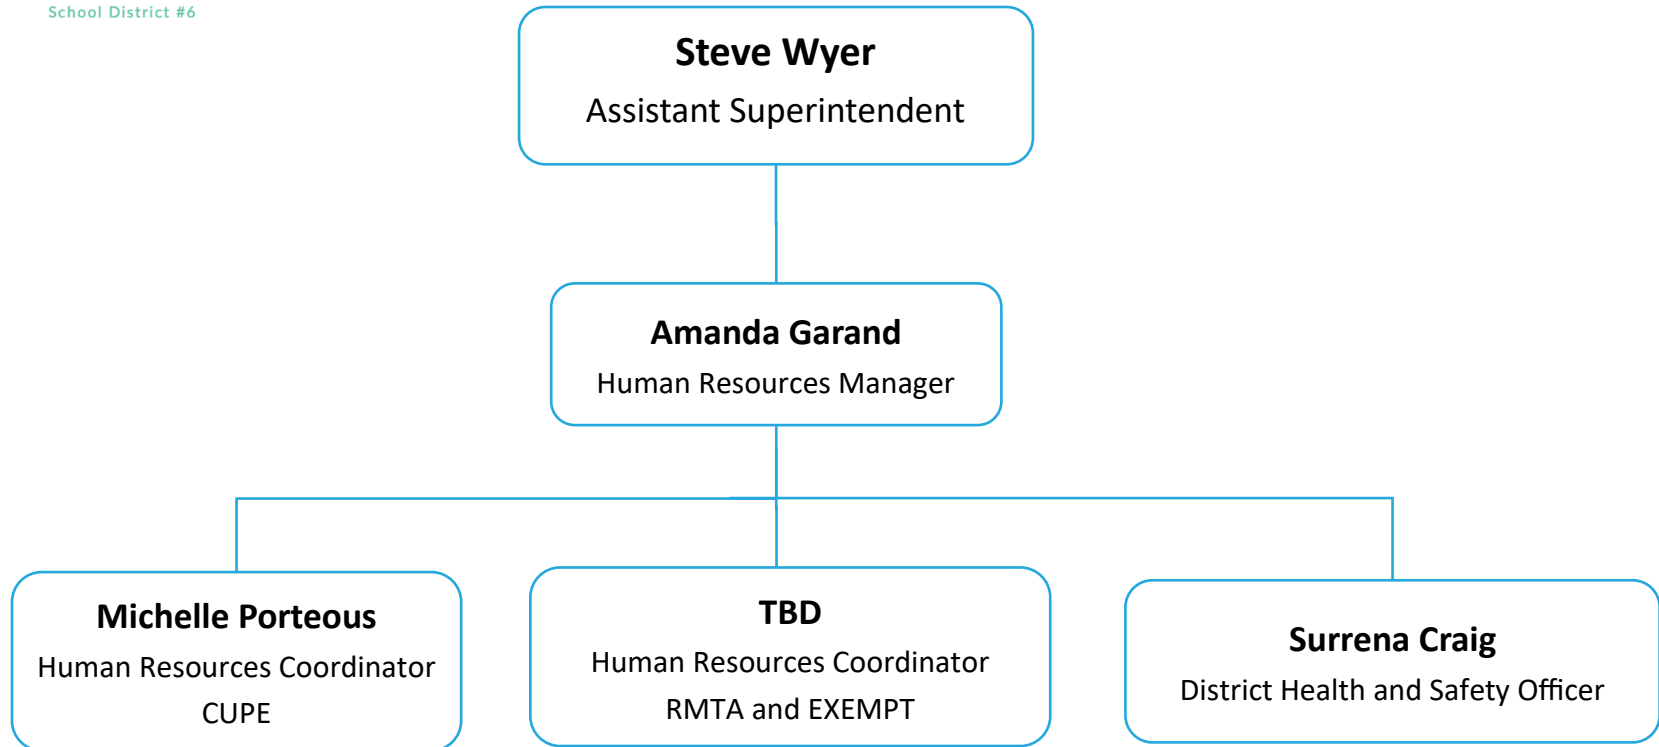 School District #6
Steve Wyer
Assistant Superintendent
Amanda Garand
Human Resources Manager
Michelle Porteous
Human Resources Coordinator
CUPE
TBD
Human Resources Coordinator
RMTA and EXEMPT
Surrena Craig
District Health and Safety Officer